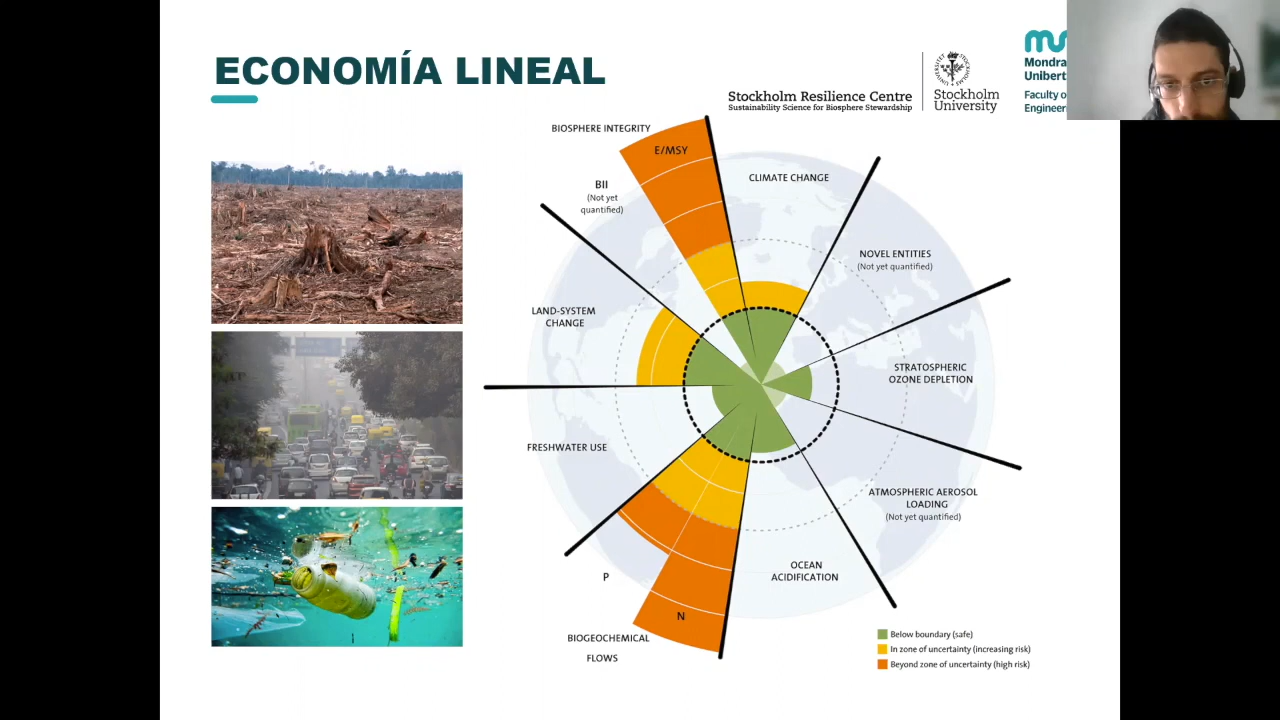 ECONOMÍA LINEAL
Stockholm Resilience Centre
Sustainability Science for Biosphere Stewardship
Stockholm
University
Mondra
Unibert
Faculty o
Engineer
BIOSPHERE INTEGRITY
E/MSY
BII
(Not yet
quantified)
CLIMATE CHANGE
NOVEL ENTITIES
(Not yet quantified)
LAND-SYSTEM
CHANGE
STRATOSPHERIC
OZONE DEPLETION
FRESHWATER USE
ATMOSPHERIC AEROSOL
LOADING
(Not yet quantified)
OCEAN
ACIDIFICATION
P
N
BIOGEOCHEMICAL
FLOWS
Below boundary (safe)
In zone of uncertainty (increasing risk)
Beyond zone of uncertainty (high risk)